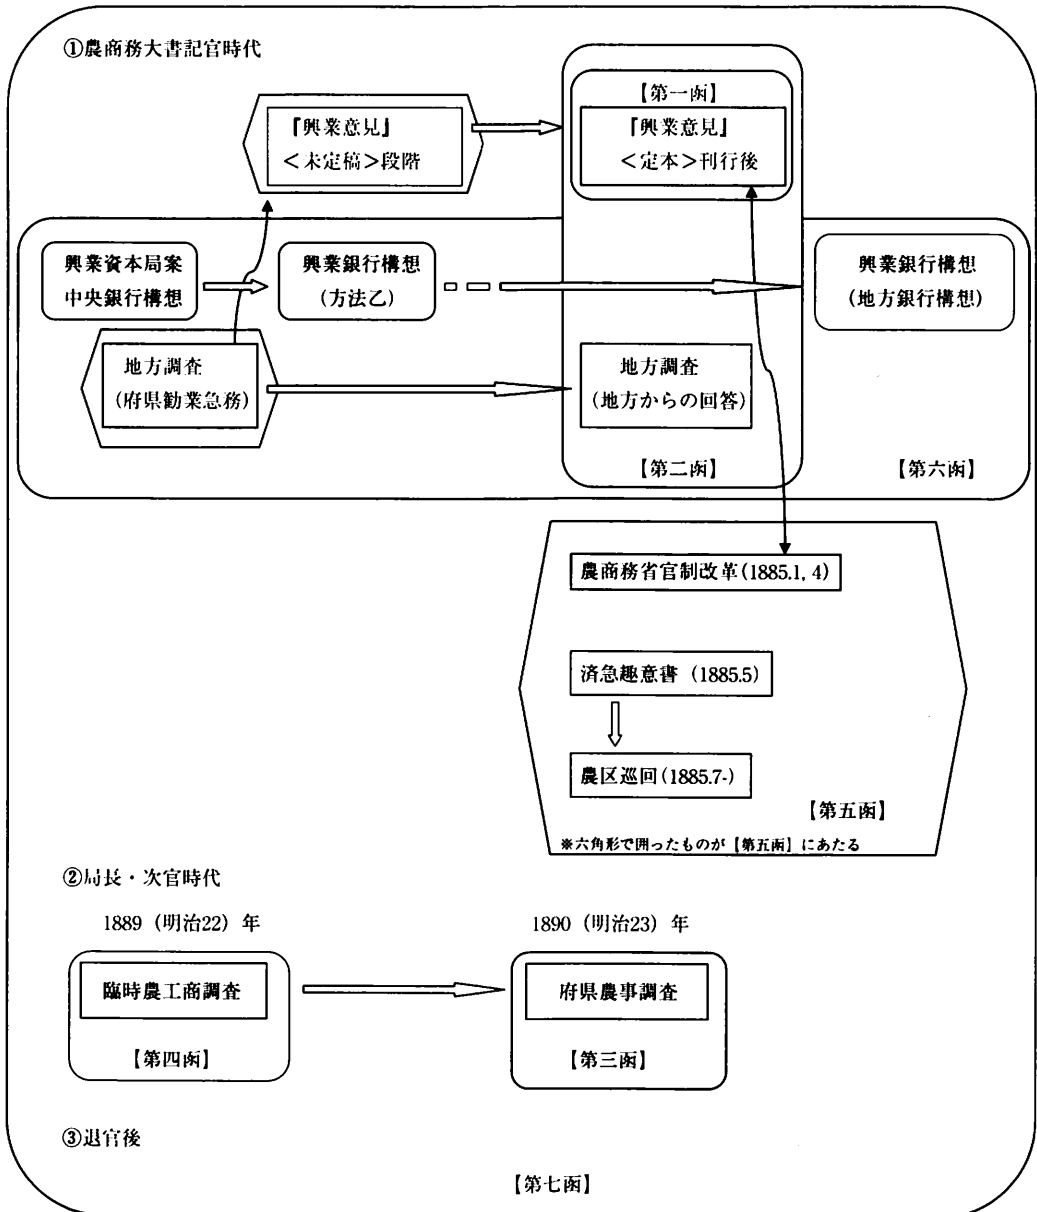 ①農商務大書記官時代
【第一函】
『興業意見』
<未定稿>段階
『興業意見』
<定本>刊行後
興業資本局案
中央銀行構想
興業銀行構想
(方法乙)
興業銀行構想
(地方銀行構想)
地方調査
(府県勧業急務)
地方調査
(地方からの回答)
【第二函】
【第六函】
農商務省官制改革(1885.1, 4)
済急趣意書 (1885.5)
農区巡回(1885.7-)
【第五函】
※六角形で囲ったものが【第五函】にあたる
②局長・次官時代
1889 (明治22) 年
1890 (明治23) 年
臨時農工商調査
府県農事調査
【第四函】
【第三函】
③退官後
【第七函】